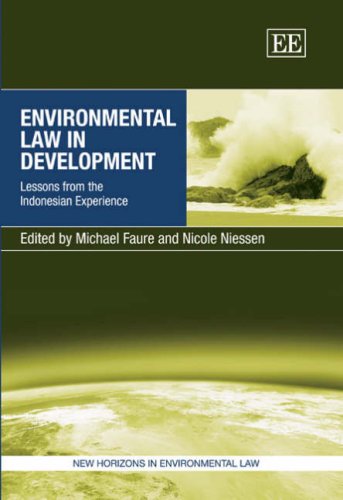 EE
ENVIRONMENTAL
LAW IN
DEVELOPMENT
Lessons from the
Indonesian Experience
Edited by Michael Faure and Nicole Niessen
NEW HORIZONS IN ENVIRONMENTAL LAW